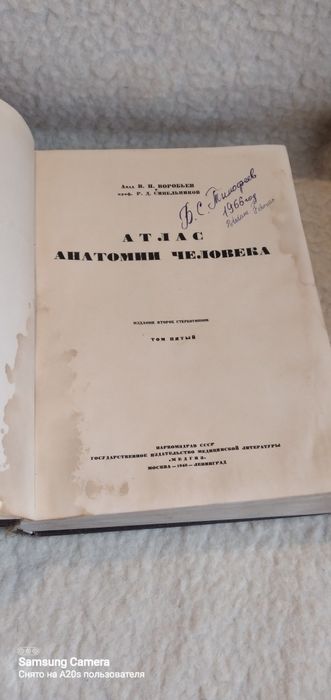 Акад В. П. ВОРОБЬЕВ
проф. Р. Д. СИНЕЛЬНИКОВ
В. С. Тимофеев
1966 год
АТЛАС
АНАТОМИИ ЧЕЛОВЕКА
ИЗДАНИЕ ВТОРОЕ СТЕРЕОТИПНОЕ
ТОМ ПЯТЫЙ
НАРКОМЗДРАВ СССР
ГОСУДАРСТВЕННОЕ ИЗДАТЕЛЬСТВО МЕДИЦИНСКОЙ ЛИТЕРАТУРЫ
«МЕДГИЗ»
МОСКВА — 1946 — ЛЕНИНГРАД
Samsung Camera
Снято на A20s пользователя